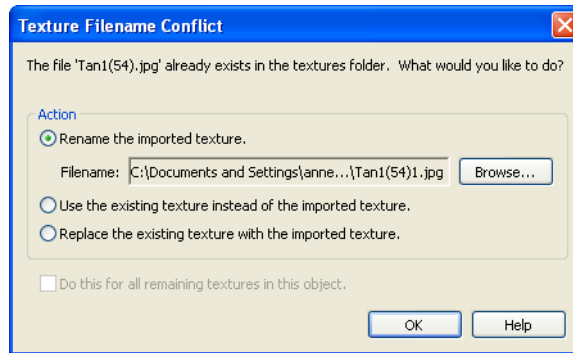 Texture Filename Conflict
The file 'Tan1(54).jpg' already exists in the textures folder.  What would you like to do?
Action
Rename the imported texture.
Filename: C:\Documents and Settings\anne...\Tan1(54)1.jpg Browse...
Use the existing texture instead of the imported texture.
Replace the existing texture with the imported texture.
Do this for all remaining textures in this object.
OK Help